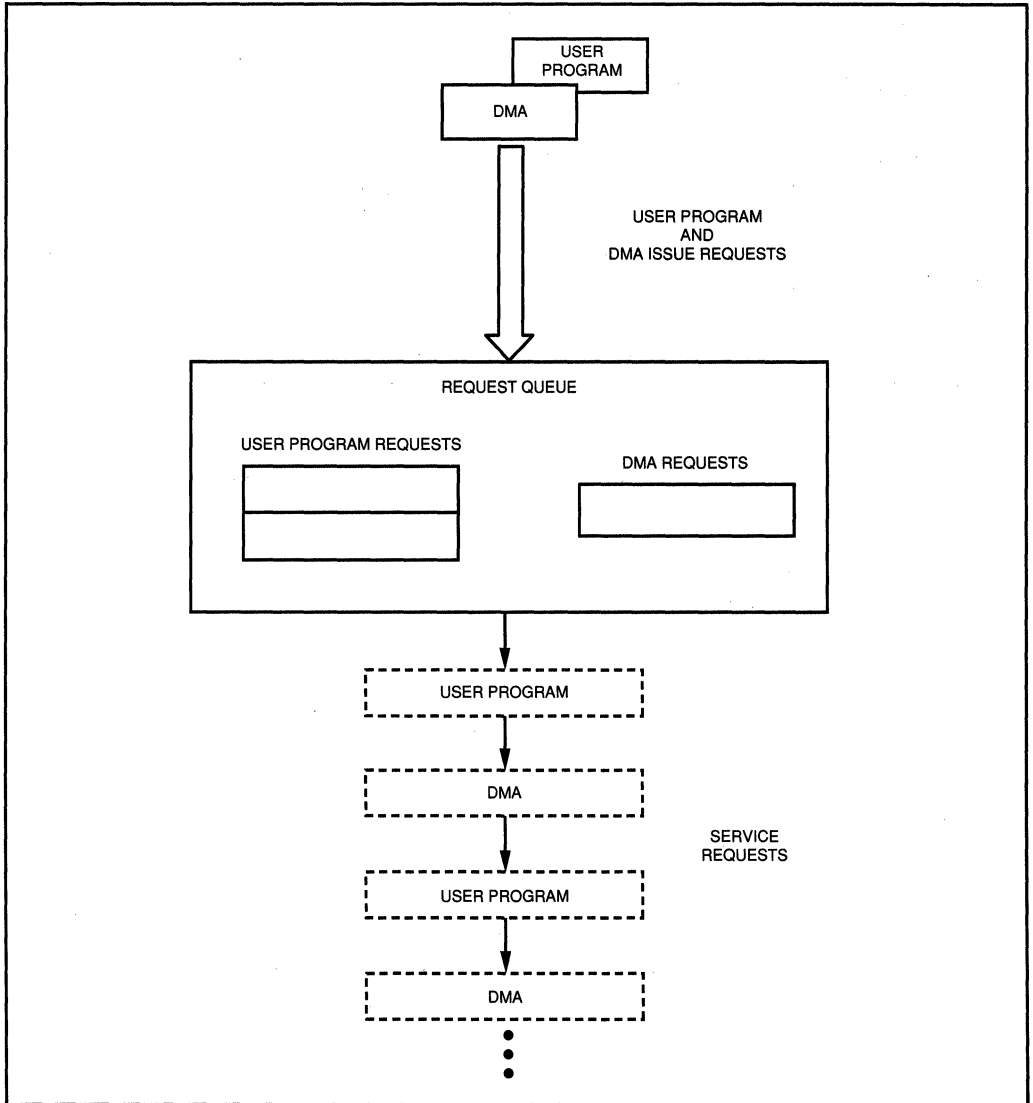 USER
PROGRAM
DMA
USER PROGRAM
AND
DMA ISSUE REQUESTS
REQUEST QUEUE
USER PROGRAM REQUESTS
DMA REQUESTS
USER PROGRAM
DMA
SERVICE
REQUESTS
USER PROGRAM
DMA